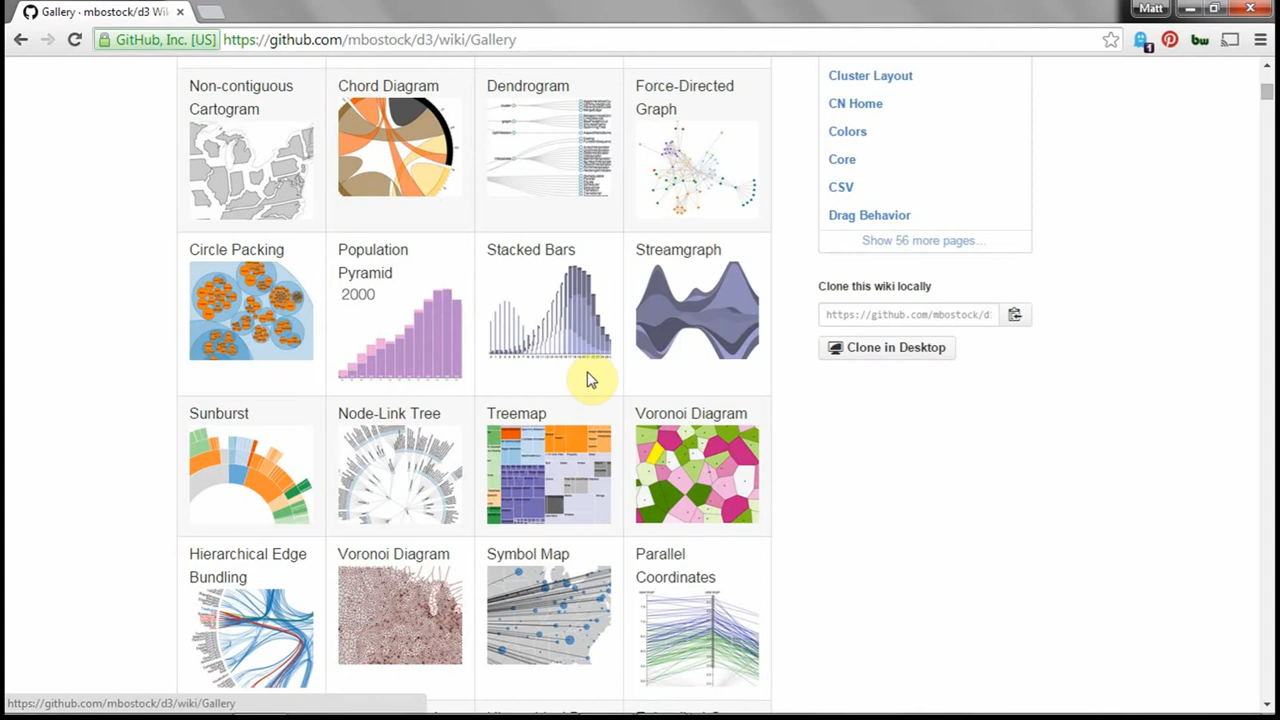 Gallery · mbostock/d3 Wi
Matt
GitHub, Inc. [US]
https://github.com/mbostock/d3/wiki/Gallery
1
bw
Non-contiguous
Cartogram
Chord Diagram
Dendrogram
Force-Directed
Graph
Cluster Layout
CN Home
Colors
Core
CSV
Drag Behavior
Show 56 more pages…
Circle Packing
Population
Pyramid
2000
Stacked Bars
Streamgraph
Clone this wiki locally
https://github.com/mbostock/d:
Clone in Desktop
Sunburst
Node-Link Tree
Treemap
Voronoi Diagram
Hierarchical Edge
Bundling
Voronoi Diagram
Symbol Map
Parallel
Coordinates
https://github.com/mbostock/d3/wiki/Gallery